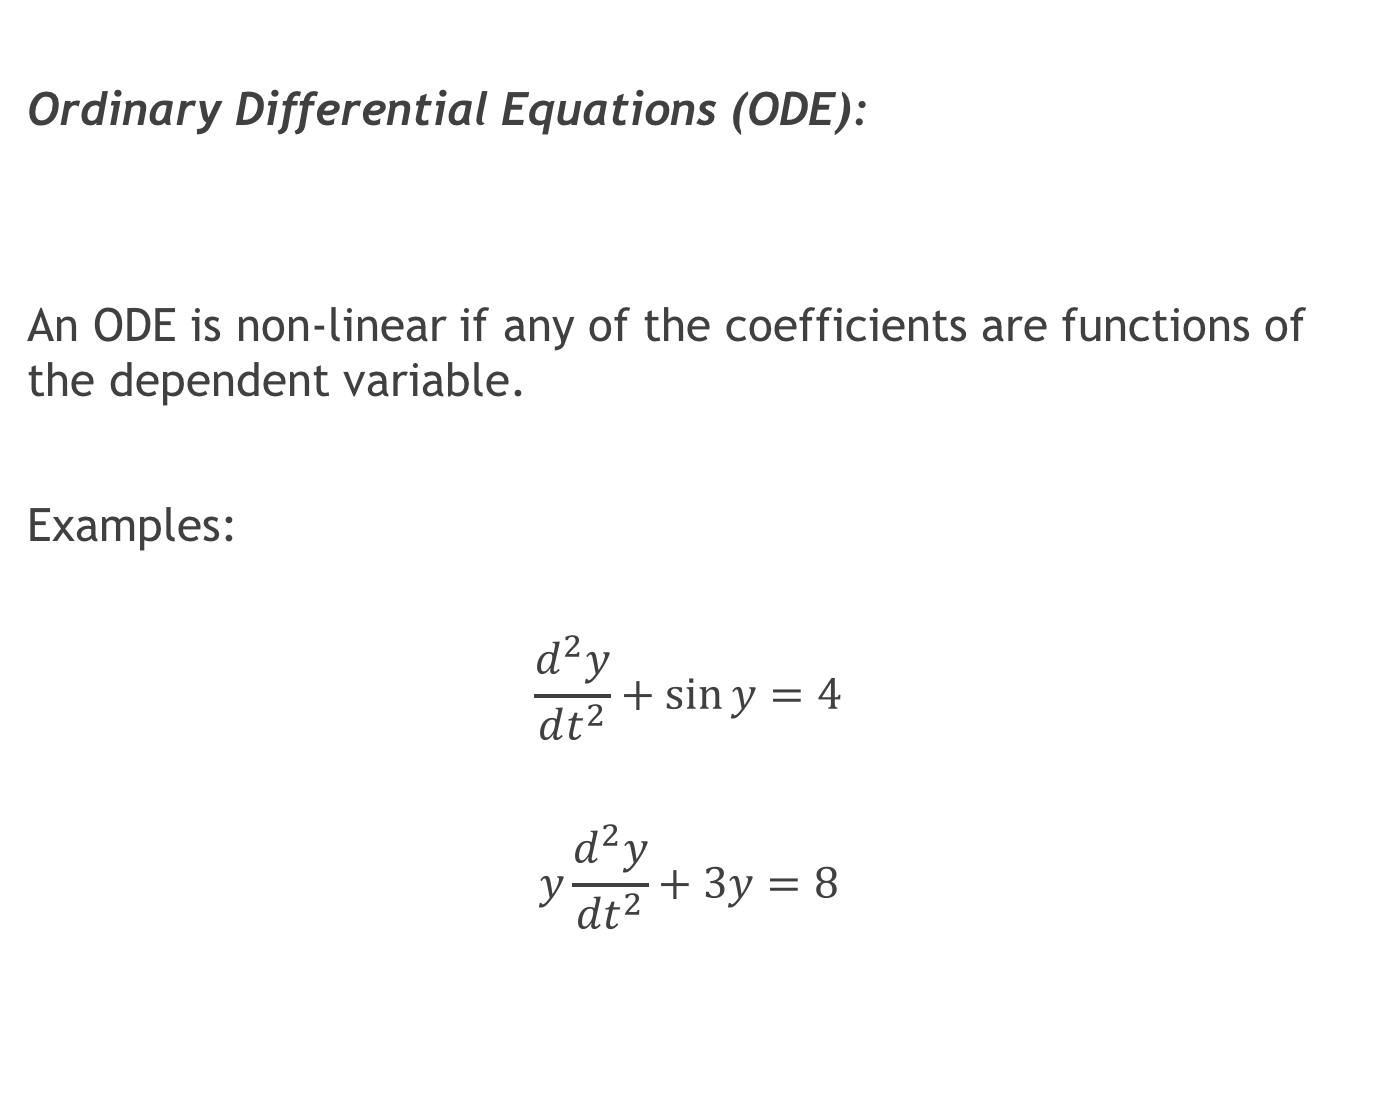 Ordinary Differential Equations (ODE):
An ODE is non-linear if any of the coefficients are functions of
the dependent variable.
Examples:
d²y/dt² + sin y = 4
y d²y/dt² + 3y = 8